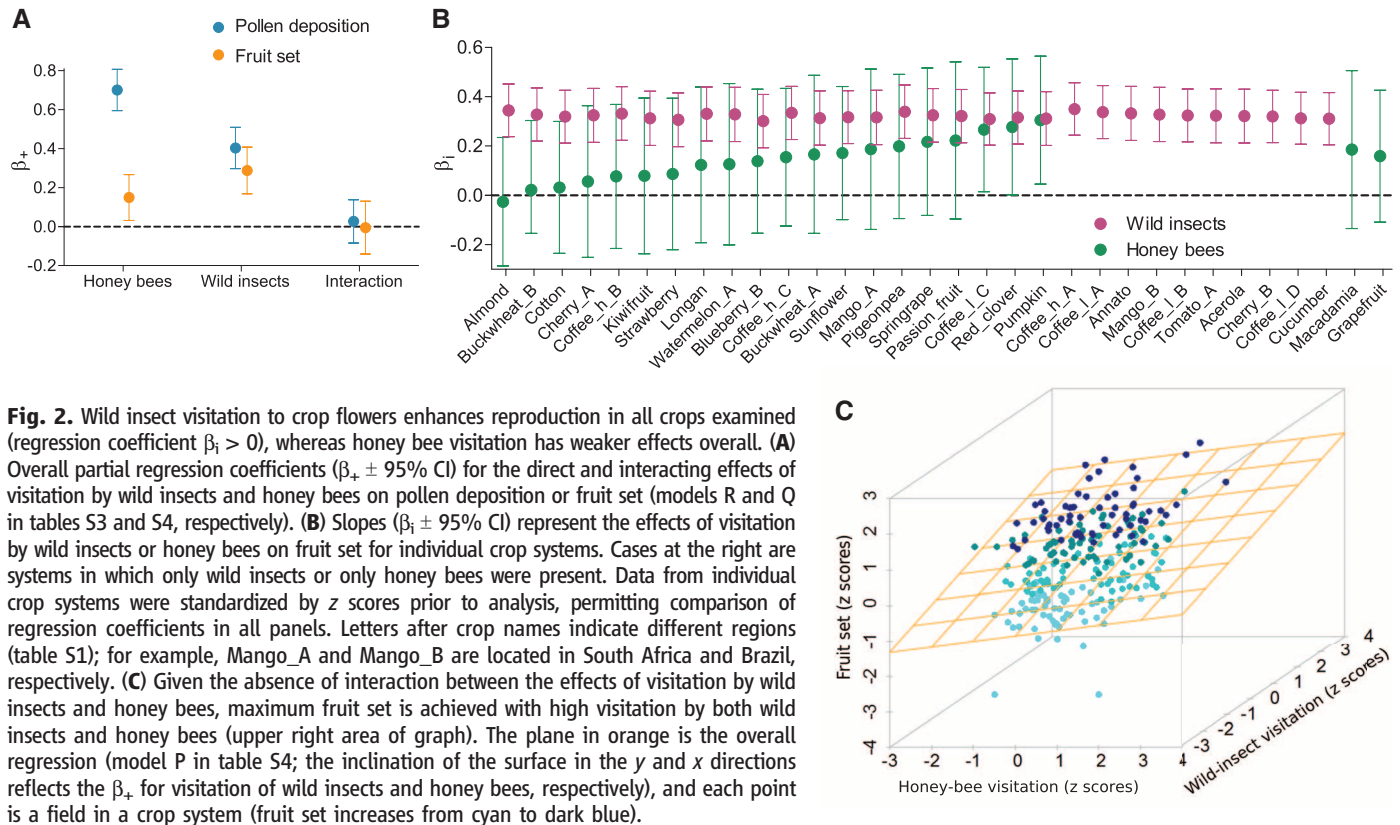 A
Pollen deposition
Fruit set
0.8
0.6
0.4
0.2
0.0
-0.2
β+
Honey bees
Wild insects
Interaction
B
0.6
0.4
0.2
0.0
-0.2
βi
Wild insects
Honey bees
Almond
Buckwheat_B
Cotton
Cherry_A
Coffee_h_B
Kiwifruit
Strawberry
Longan
Watermelon_A
Blueberry_B
Coffee_h_C
Buckwheat_A
Sunflower
Mango_A
Pigeonpea
Springrape
Passion_fruit
Coffee_l_C
Red_clover
Pumpkin
Coffee_h_A
Coffee_l_A
Annato
Mango_B
Coffee_l_B
Tomato_A
Acerola
Cherry_B
Coffee_l_D
Cucumber
Macadamia
Grapefruit
Fig. 2. Wild insect visitation to crop flowers enhances reproduction in all crops examined
(regression coefficient βi > 0), whereas honey bee visitation has weaker effects overall. (A)
Overall partial regression coefficients (β+ ± 95% CI) for the direct and interacting effects of
visitation by wild insects and honey bees on pollen deposition or fruit set (models R and Q
in tables S3 and S4, respectively). (B) Slopes (βi ± 95% CI) represent the effects of visitation
by wild insects or honey bees on fruit set for individual crop systems. Cases at the right are
systems in which only wild insects or only honey bees were present. Data from individual
crop systems were standardized by z scores prior to analysis, permitting comparison of
regression coefficients in all panels. Letters after crop names indicate different regions
(table S1); for example, Mango_A and Mango_B are located in South Africa and Brazil,
respectively. (C) Given the absence of interaction between the effects of visitation by wild
insects and honey bees, maximum fruit set is achieved with high visitation by both wild
insects and honey bees (upper right area of graph). The plane in orange is the overall
regression (model P in table S4; the inclination of the surface in the y and x directions
reflects the β+ for visitation of wild insects and honey bees, respectively), and each point
is a field in a crop system (fruit set increases from cyan to dark blue).
C
3
2
1
0
-1
-2
-3
-4
Fruit set (z scores)
-3
-2
-1
0
1
2
3
4
Honey-bee visitation (z scores)
-3
-2
-1
0
1
2
3
4
Wild-insect visitation (z scores)